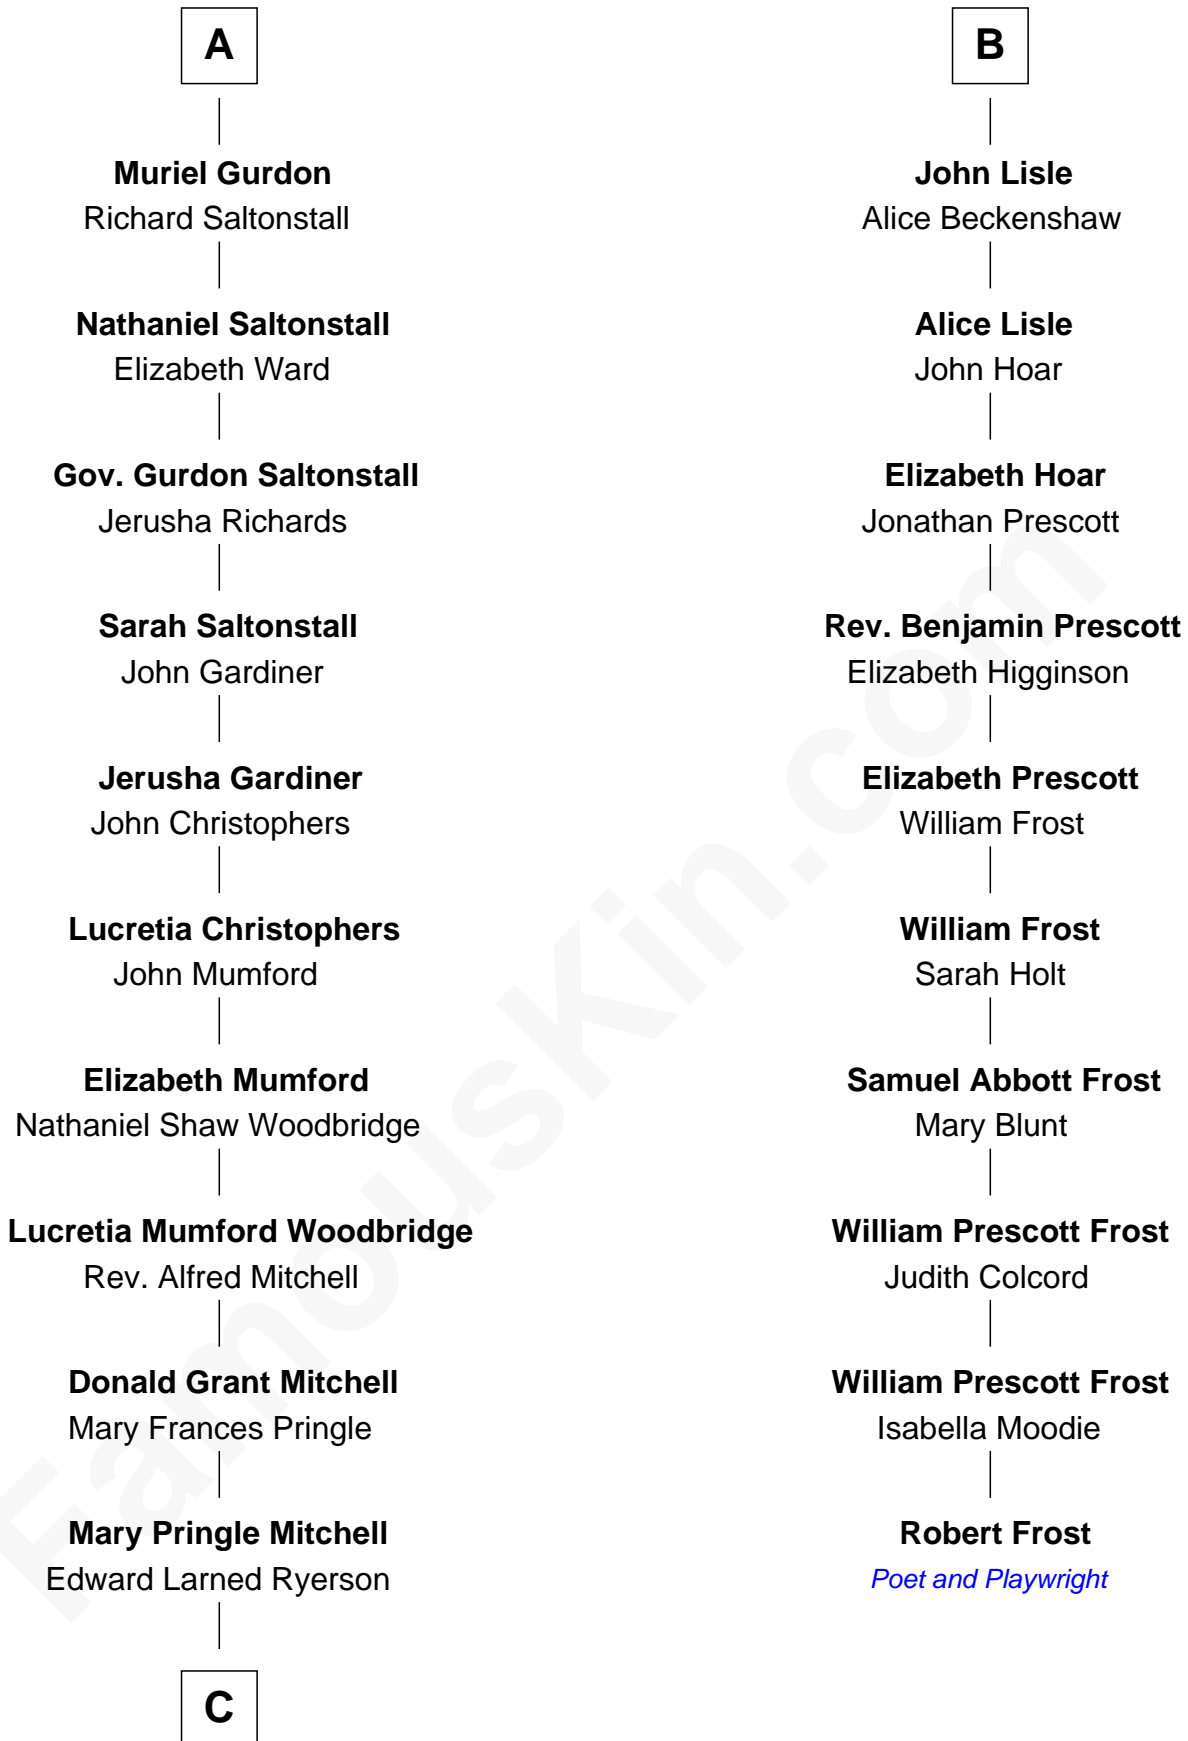 A
Muriel Gurdon
Richard Saltonstall
Nathaniel Saltonstall
Elizabeth Ward
Gov. Gurdon Saltonstall
Jerusha Richards
Sarah Saltonstall
John Gardiner
Jerusha Gardiner
John Christophers
Lucretia Christophers
John Mumford
Elizabeth Mumford
Nathaniel Shaw Woodbridge
Lucretia Mumford Woodbridge
Rev. Alfred Mitchell
Donald Grant Mitchell
Mary Frances Pringle
Mary Pringle Mitchell
Edward Larned Ryerson
C
B
John Lisle
Alice Beckenshaw
Alice Lisle
John Hoar
Elizabeth Hoar
Jonathan Prescott
Rev. Benjamin Prescott
Elizabeth Higginson
Elizabeth Prescott
William Frost
William Frost
Sarah Holt
Samuel Abbott Frost
Mary Blunt
William Prescott Frost
Judith Colcord
William Prescott Frost
Isabella Moodie
Robert Frost
Poet and Playwright
FamousKin.com